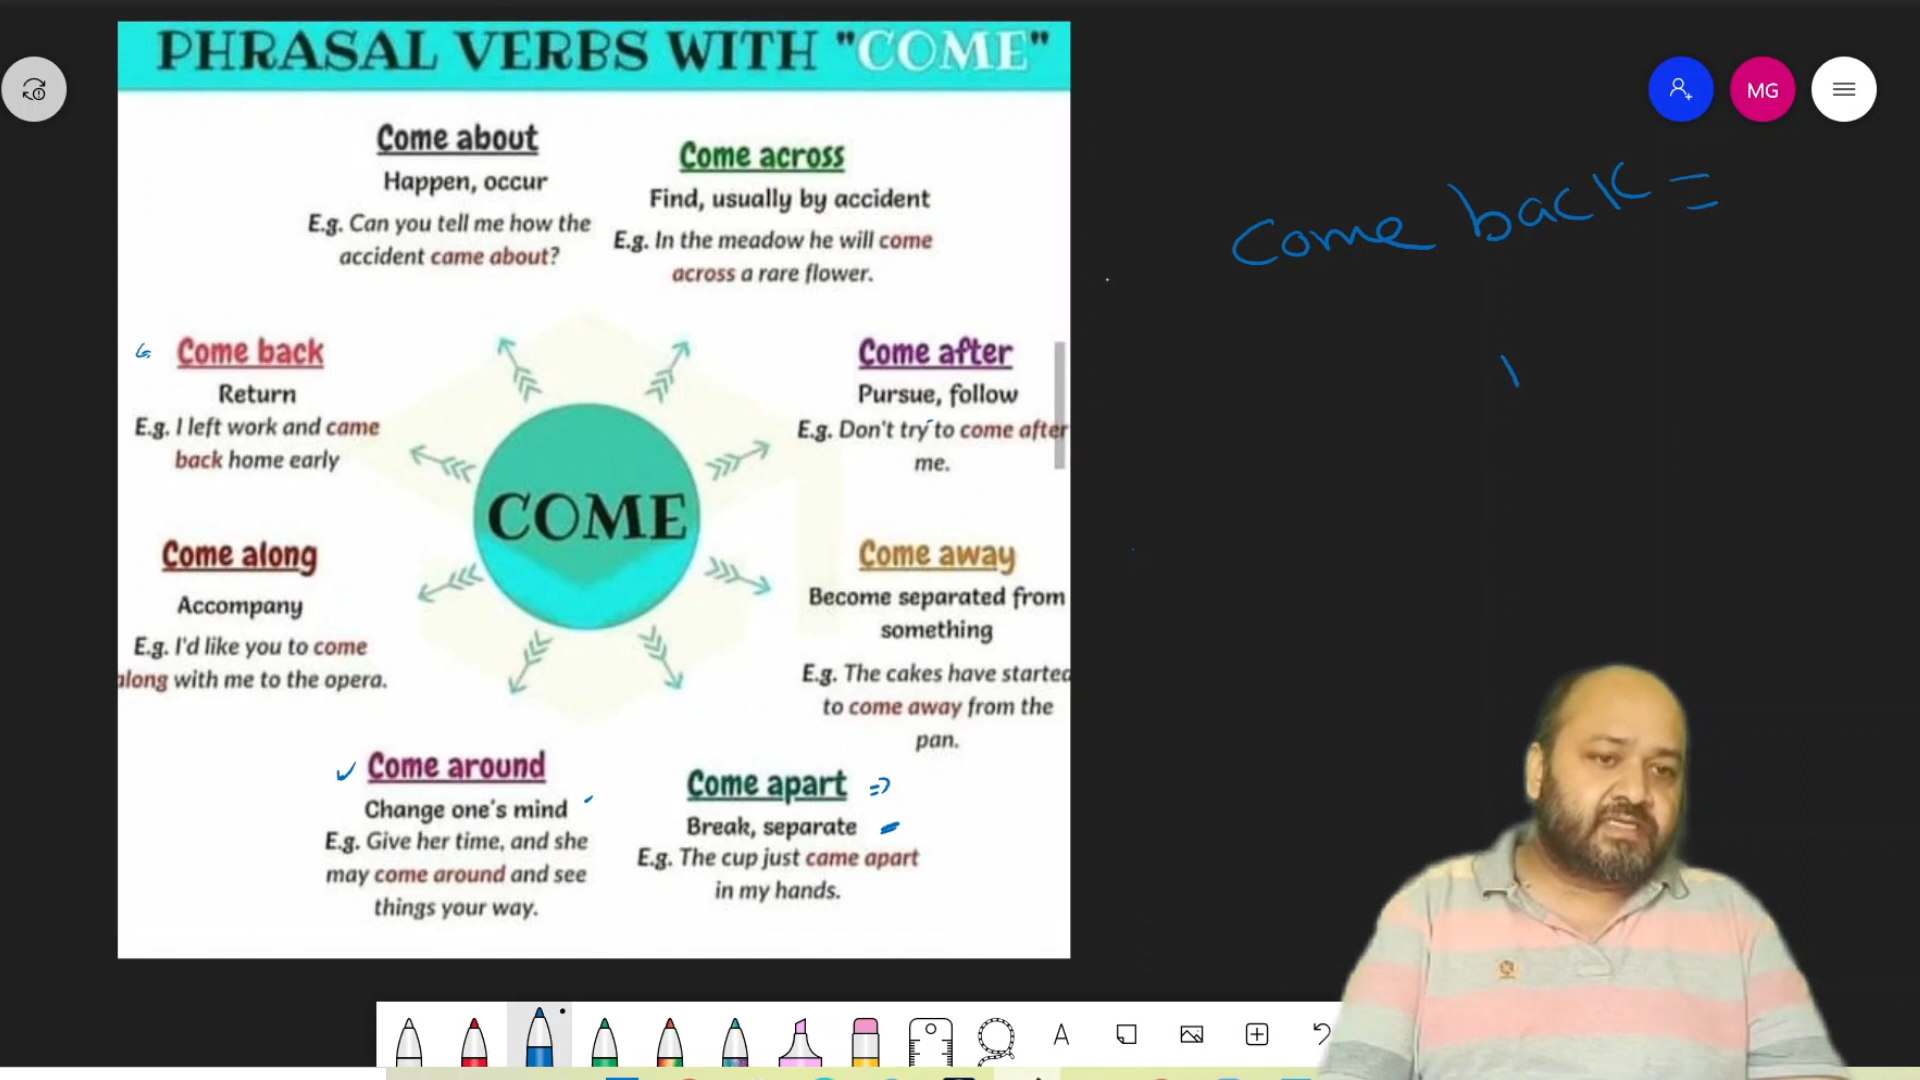 PHRASAL VERBS WITH "COME"
Come about
Happen, occur
E.g. Can you tell me how the
accident came about?
Come across
Find, usually by accident
E.g. In the meadow he will come
across a rare flower.
Come back
Return
E.g. I left work and came
back home early
Come after
Pursue, follow
E.g. Don't try to come after
me.
COME
Come along
Accompany
E.g. I'd like you to come
along with me to the opera.
Come away
Become separated from
something
E.g. The cakes have started
to come away from the
pan.
Come around
Change one's mind
E.g. Give her time, and she
may come around and see
things your way.
Come apart
Break, separate
E.g. The cup just came apart
in my hands.
MG
Come back =
A